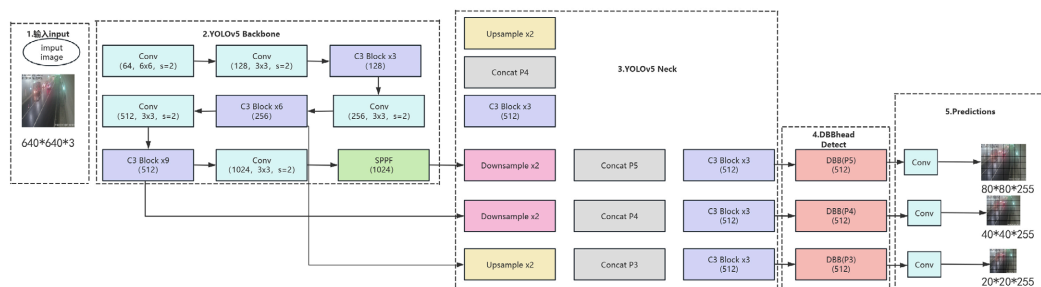 1.输入input
imput
image
640*640*3
2.YOLOv5 Backbone
Conv
(64, 6x6, s=2)
Conv
(128, 3x3, s=2)
C3 Block x3
(128)
Conv
(512, 3x3, s=2)
C3 Block x6
(256)
Conv
(256, 3x3, s=2)
C3 Block x9
(512)
Conv
(1024, 3x3, s=2)
SPPF
(1024)
3.YOLOv5 Neck
Upsample x2
Concat P4
C3 Block x3
(512)
Downsample x2
Concat P5
C3 Block x3
(512)
Downsample x2
Concat P4
C3 Block x3
(512)
Upsample x2
Concat P3
C3 Block x3
(512)
4.DBBhead
Detect
DBB(P5)
(512)
DBB(P4)
(512)
DBB(P3)
(512)
5.Predictions
Conv
80*80*255
Conv
40*40*255
Conv
20*20*255